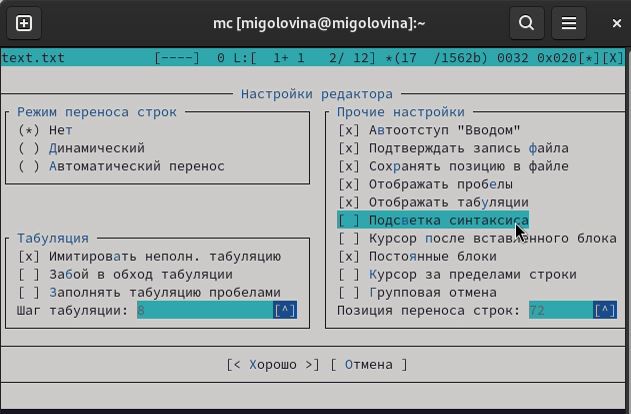 mc [migolovina@migolovina]:~
text.txt [----] 0 L:[ 1+ 1 2/ 12] *(17 /1562b) 0032 0x020[*][X]
Настройки редактора
Режим переноса строк
(*) Нет
( ) Динамический
( ) Автоматический перенос
Табуляция
[x] Имитировать неполн. табуляцию
[ ] Забой в обход табуляции
[ ] Заполнять табуляцию пробелами
Шаг табуляции: 8 [^]
Прочие настройки
[x] Автоотступ "Вводом"
[x] Подтверждать запись файла
[x] Сохранять позицию в файле
[x] Отображать пробелы
[x] Отображать табуляции
[ ] Подсветка синтаксиса
[ ] Курсор после вставленного блока
[x] Постоянные блоки
[ ] Курсор за пределами строки
[ ] Групповая отмена
Позиция переноса строк: 72 [^]
[< Хорошо >] [ Отмена ]